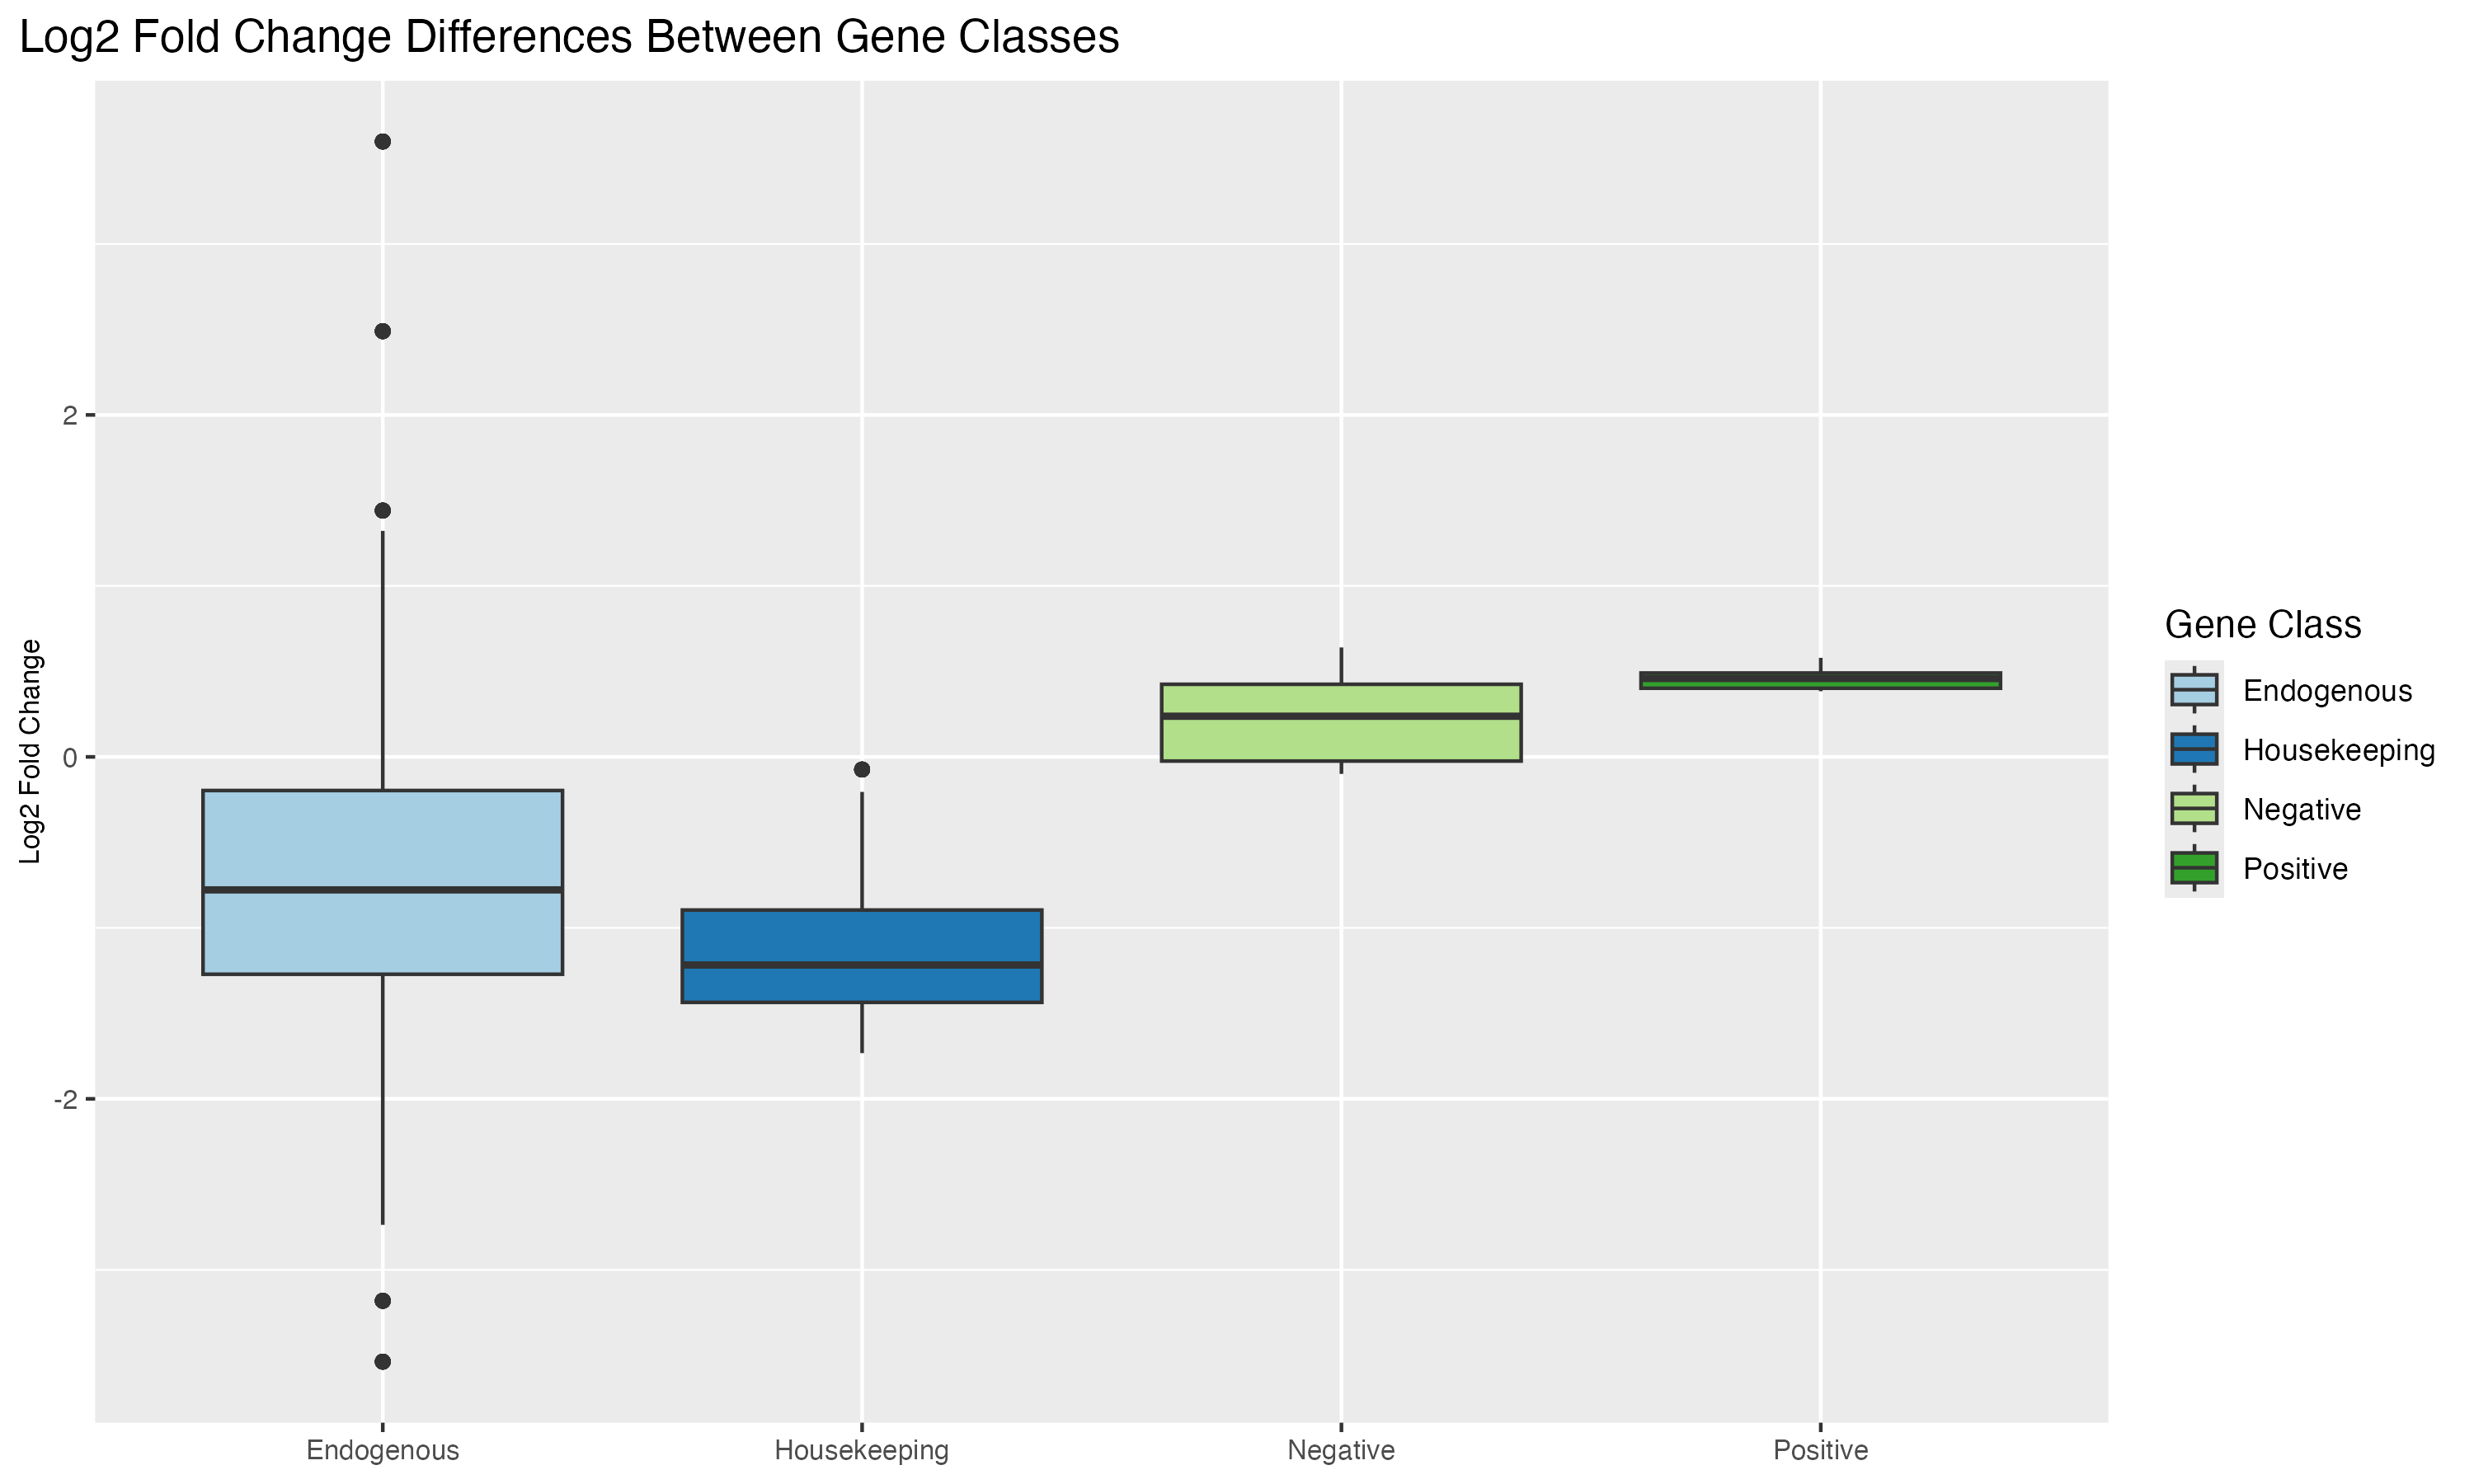 Log2 Fold Change Differences Between Gene Classes
Log2 Fold Change
2
0
-2
Endogenous
Housekeeping
Negative
Positive
Gene Class
Endogenous
Housekeeping
Negative
Positive